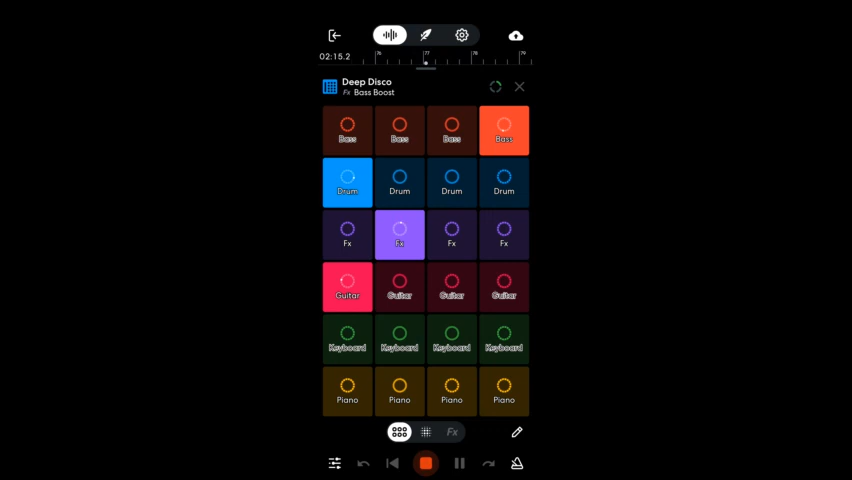 02:15.2 76 77 78 79
Deep Disco
Fx Bass Boost
Bass Bass Bass Bass
Drum Drum Drum Drum
Fx Fx Fx Fx
Guitar Guitar Guitar Guitar
Keyboard Keyboard Keyboard Keyboard
Piano Piano Piano Piano
Fx